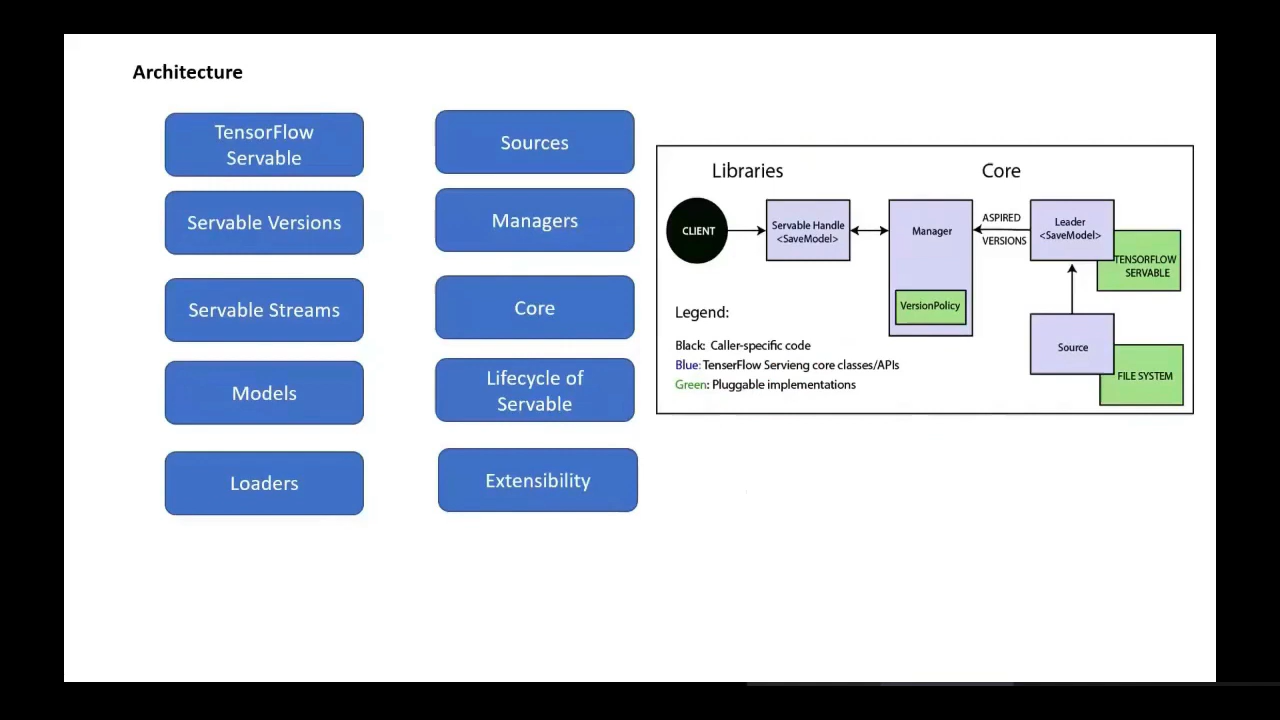 Architecture
TensorFlow
Servable
Servable Versions
Servable Streams
Models
Loaders
Sources
Managers
Core
Lifecycle of
Servable
Extensibility
Libraries
Core
CLIENT
Servable Handle
<SaveModel>
Manager
VersionPolicy
ASPIRED
VERSIONS
Leader
<SaveModel>
TENSORFLOW
SERVABLE
Source
FILE SYSTEM
Legend:
Black: Caller-specific code
Blue: TenserFlow Servieng core classes/APIs
Green: Pluggable implementations